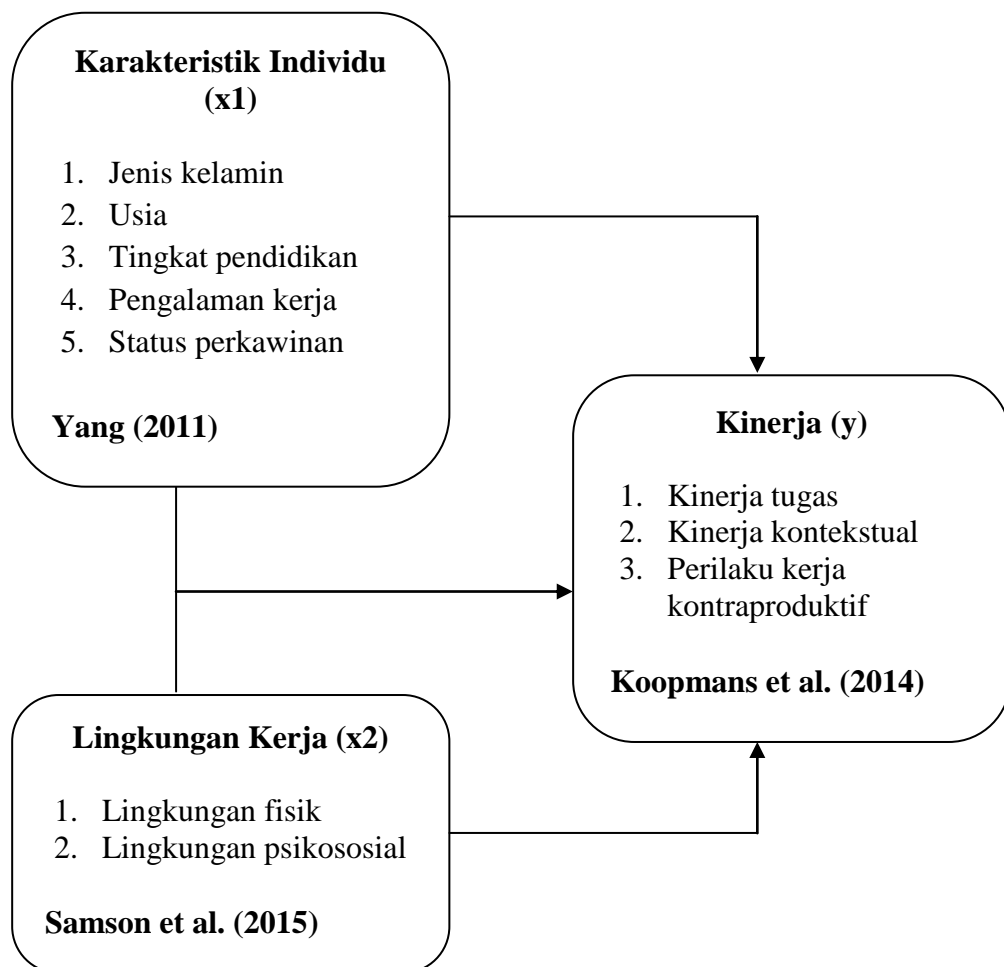 Karakteristik Individu
(x1)
1. Jenis kelamin
2. Usia
3. Tingkat pendidikan
4. Pengalaman kerja
5. Status perkawinan
Yang (2011)
Kinerja (y)
1. Kinerja tugas
2. Kinerja kontekstual
3. Perilaku kerja
kontraproduktif
Koopmans et al. (2014)
Lingkungan Kerja (x2)
1. Lingkungan fisik
2. Lingkungan psikososial
Samson et al. (2015)